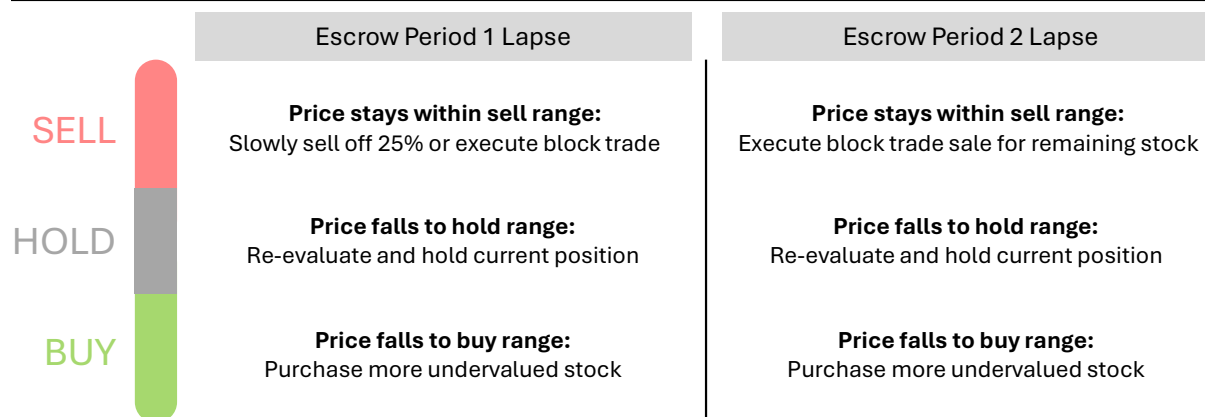 Escrow Period 1 Lapse
Escrow Period 2 Lapse
SELL
Price stays within sell range:
Slowly sell off 25% or execute block trade
Price stays within sell range:
Execute block trade sale for remaining stock
HOLD
Price falls to hold range:
Re-evaluate and hold current position
Price falls to hold range:
Re-evaluate and hold current position
BUY
Price falls to buy range:
Purchase more undervalued stock
Price falls to buy range:
Purchase more undervalued stock